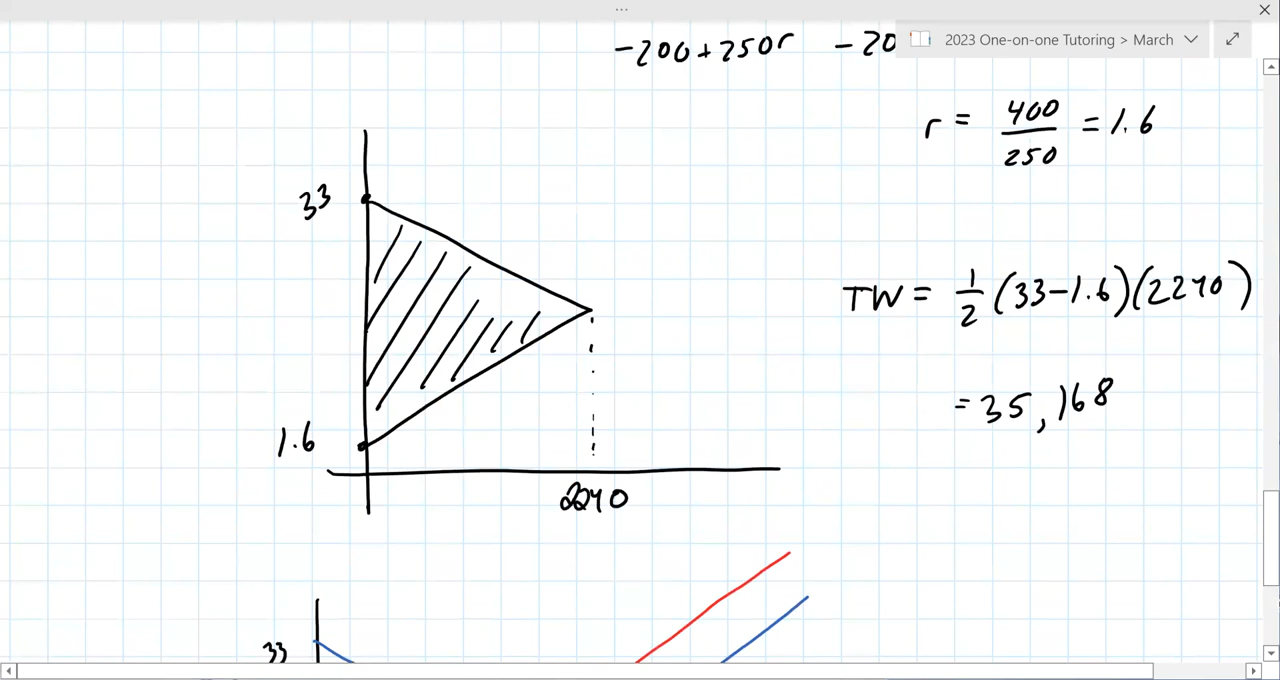 ...
2023 One-on-one Tutoring > March
-200+250r -20
r = 400/250 = 1.6
33
TW = 1/2 (33-1.6)(2240)
= 35,168
1.6
2240
33